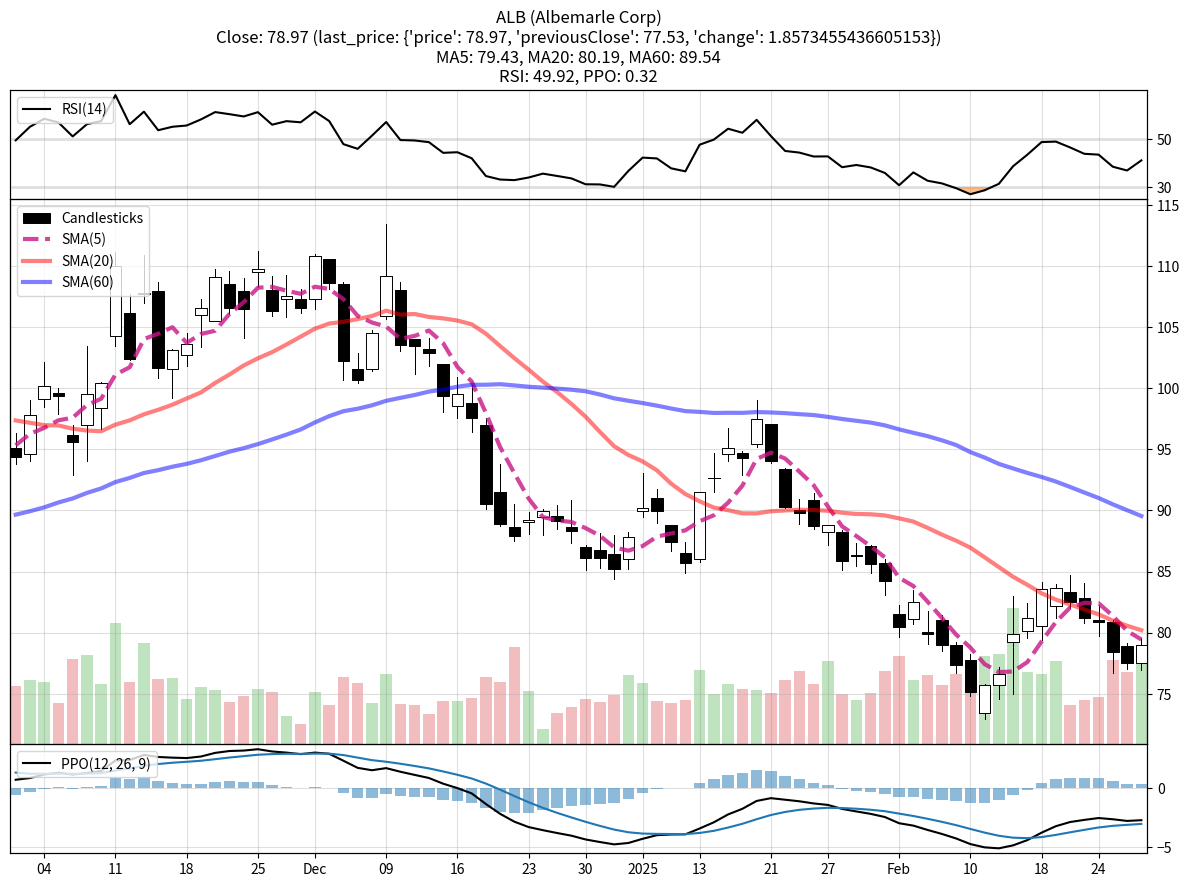 ALB (Albemarle Corp)
Close: 78.97 (last_price: {'price': 78.97, 'previousClose': 77.53, 'change': 1.8573455436605153})
MA5: 79.43, MA20: 80.19, MA60: 89.54
RSI: 49.92, PPO: 0.32
RSI(14)
50
30
Candlesticks
SMA(5)
SMA(20)
SMA(60)
115
110
105
100
95
90
85
80
75
PPO(12, 26, 9)
0
−5
04 11 18 25 Dec 09 16 23 30 2025 13 21 27 Feb 10 18 24